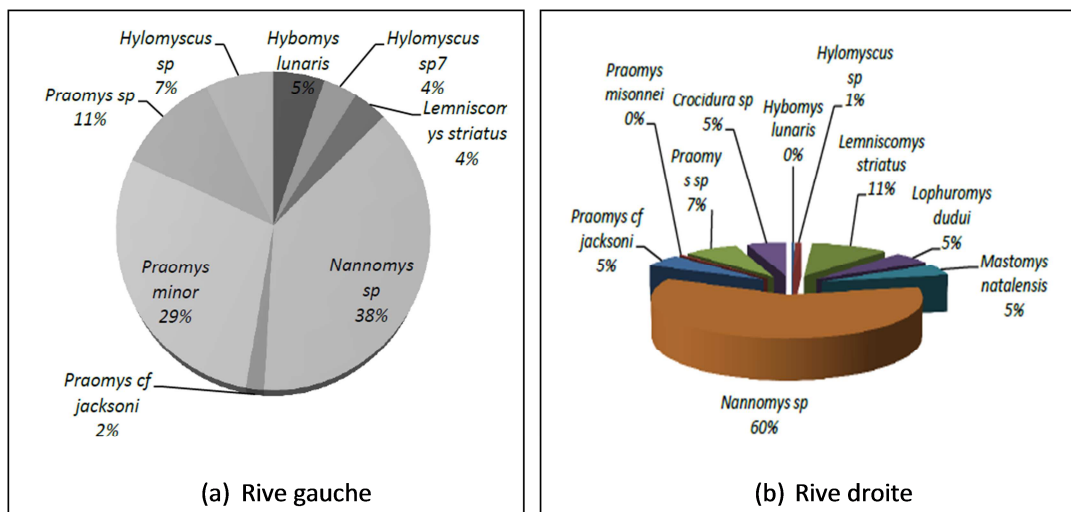 Hylomyscus
sp
7%
Hybomys
lunaris
5%
Hylomyscus
sp7
4%
Lemniscom
ys striatus
4%
Praomys sp
11%
Praomys
minor
29%
Nannomys
sp
38%
Praomys cf
jacksoni
2%
(a) Rive gauche
Praomys
misonnei
0%
Crocidura sp
5%
Hybomys
lunaris
0%
Hylomyscus
sp
1%
Lemniscomys
striatus
11%
Praomy
s sp
7%
Lophuromys
dudui
5%
Praomys cf
jacksoni
5%
Mastomys
natalensis
5%
Nannomys sp
60%
(b) Rive droite